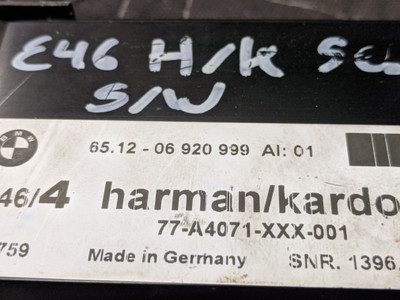 E46 H/K
S/W
BMW
65.12 - 06 920 999 AI: 01
46/4 harman/kardo
77-A4071-XXX-001
759
Made in Germany SNR. 1396.